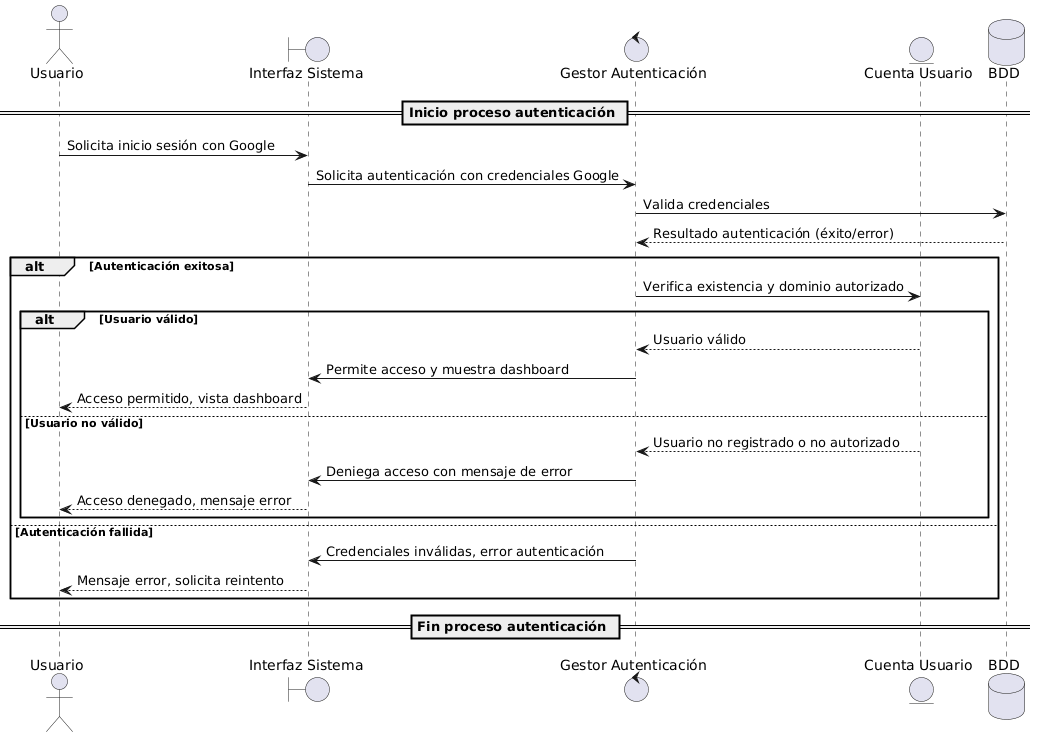 Usuario
Interfaz Sistema
Gestor Autenticación
Cuenta Usuario
BDD
Inicio proceso autenticación
Solicita inicio sesión con Google
Solicita autenticación con credenciales Google
Valida credenciales
Resultado autenticación (éxito/error)
alt
[Autenticación exitosa]
Verifica existencia y dominio autorizado
alt
[Usuario válido]
Usuario válido
Permite acceso y muestra dashboard
Acceso permitido, vista dashboard
[Usuario no válido]
Usuario no registrado o no autorizado
Deniega acceso con mensaje de error
Acceso denegado, mensaje error
[Autenticación fallida]
Credenciales inválidas, error autenticación
Mensaje error, solicita reintento
Fin proceso autenticación
Usuario
Interfaz Sistema
Gestor Autenticación
Cuenta Usuario
BDD